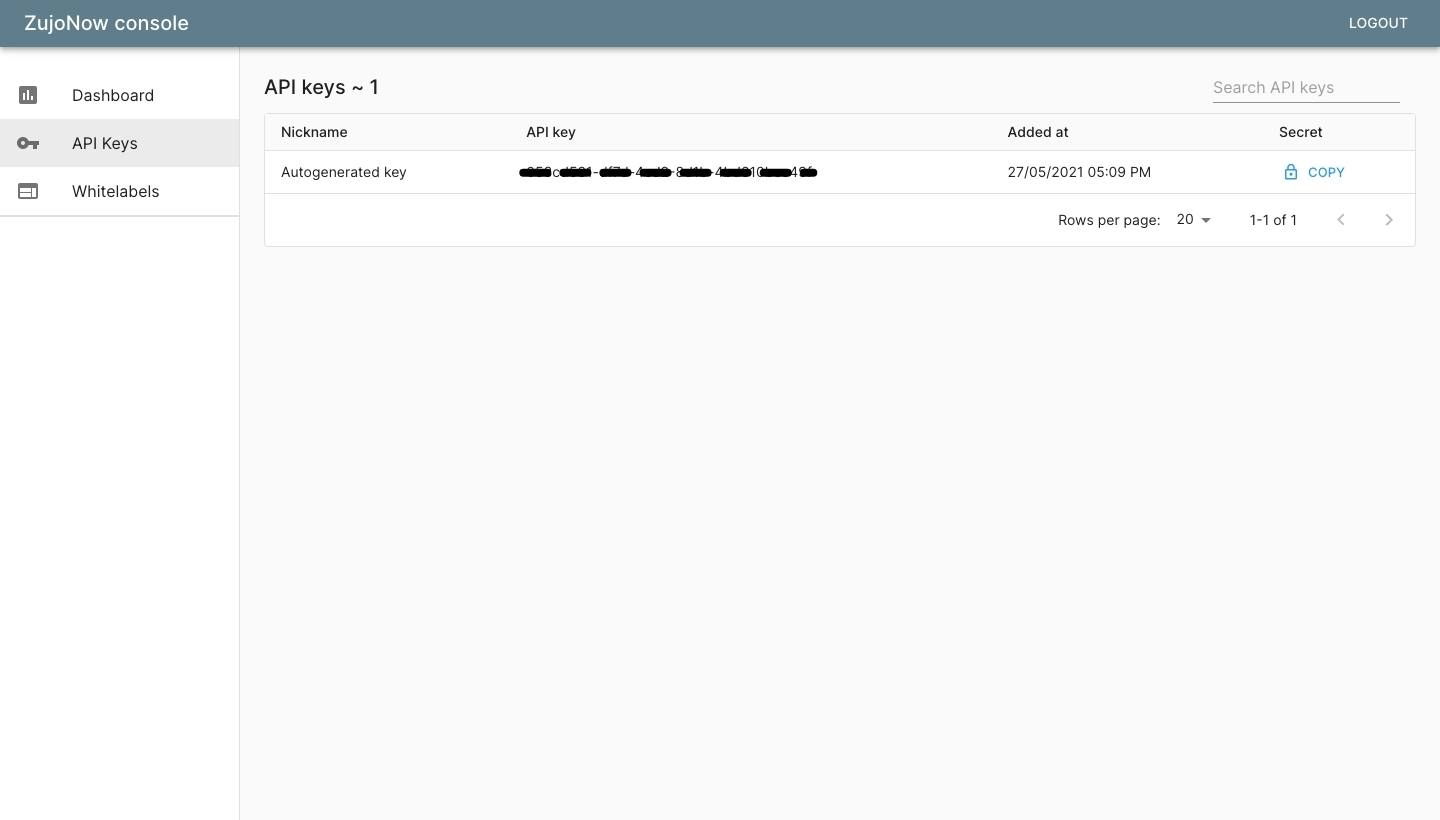 ZujoNow console
LOGOUT
Dashboard
API Keys
Whitelabels
API keys ~ 1
Search API keys
Nickname API key Added at Secret
Autogenerated key 27/05/2021 05:09 PM COPY
Rows per page: 20 1-1 of 1